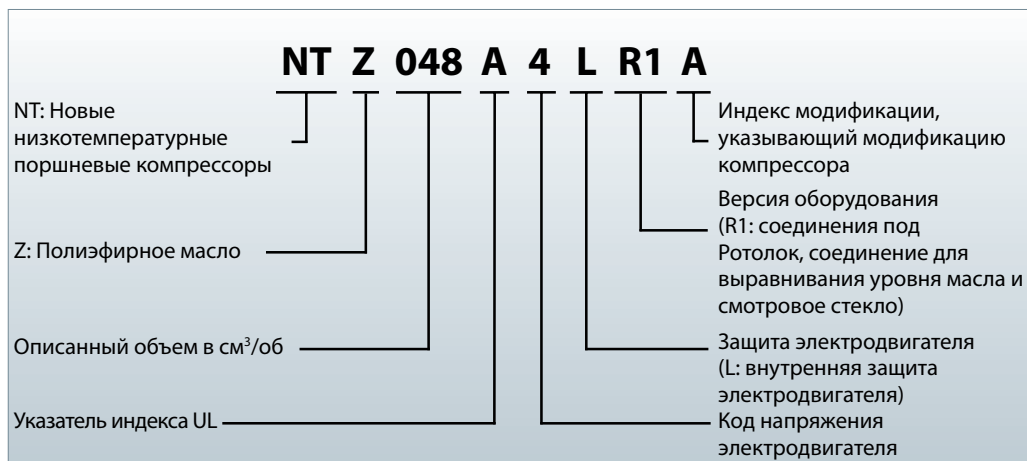 NT Z 048 A 4 L R1 A
NT: Новые
низкотемпературные
поршневые компрессоры
Z: Полиэфирное масло
Описанный объем в см³/об
Указатель индекса UL
Индекс модификации,
указывающий модификацию
компрессора
Версия оборудования
(R1: соединения под
Ротолок, соединение для
выравнивания уровня масла и
смотровое стекло)
Защита электродвигателя
(L: внутренняя защита
электродвигателя)
Код напряжения
электродвигателя